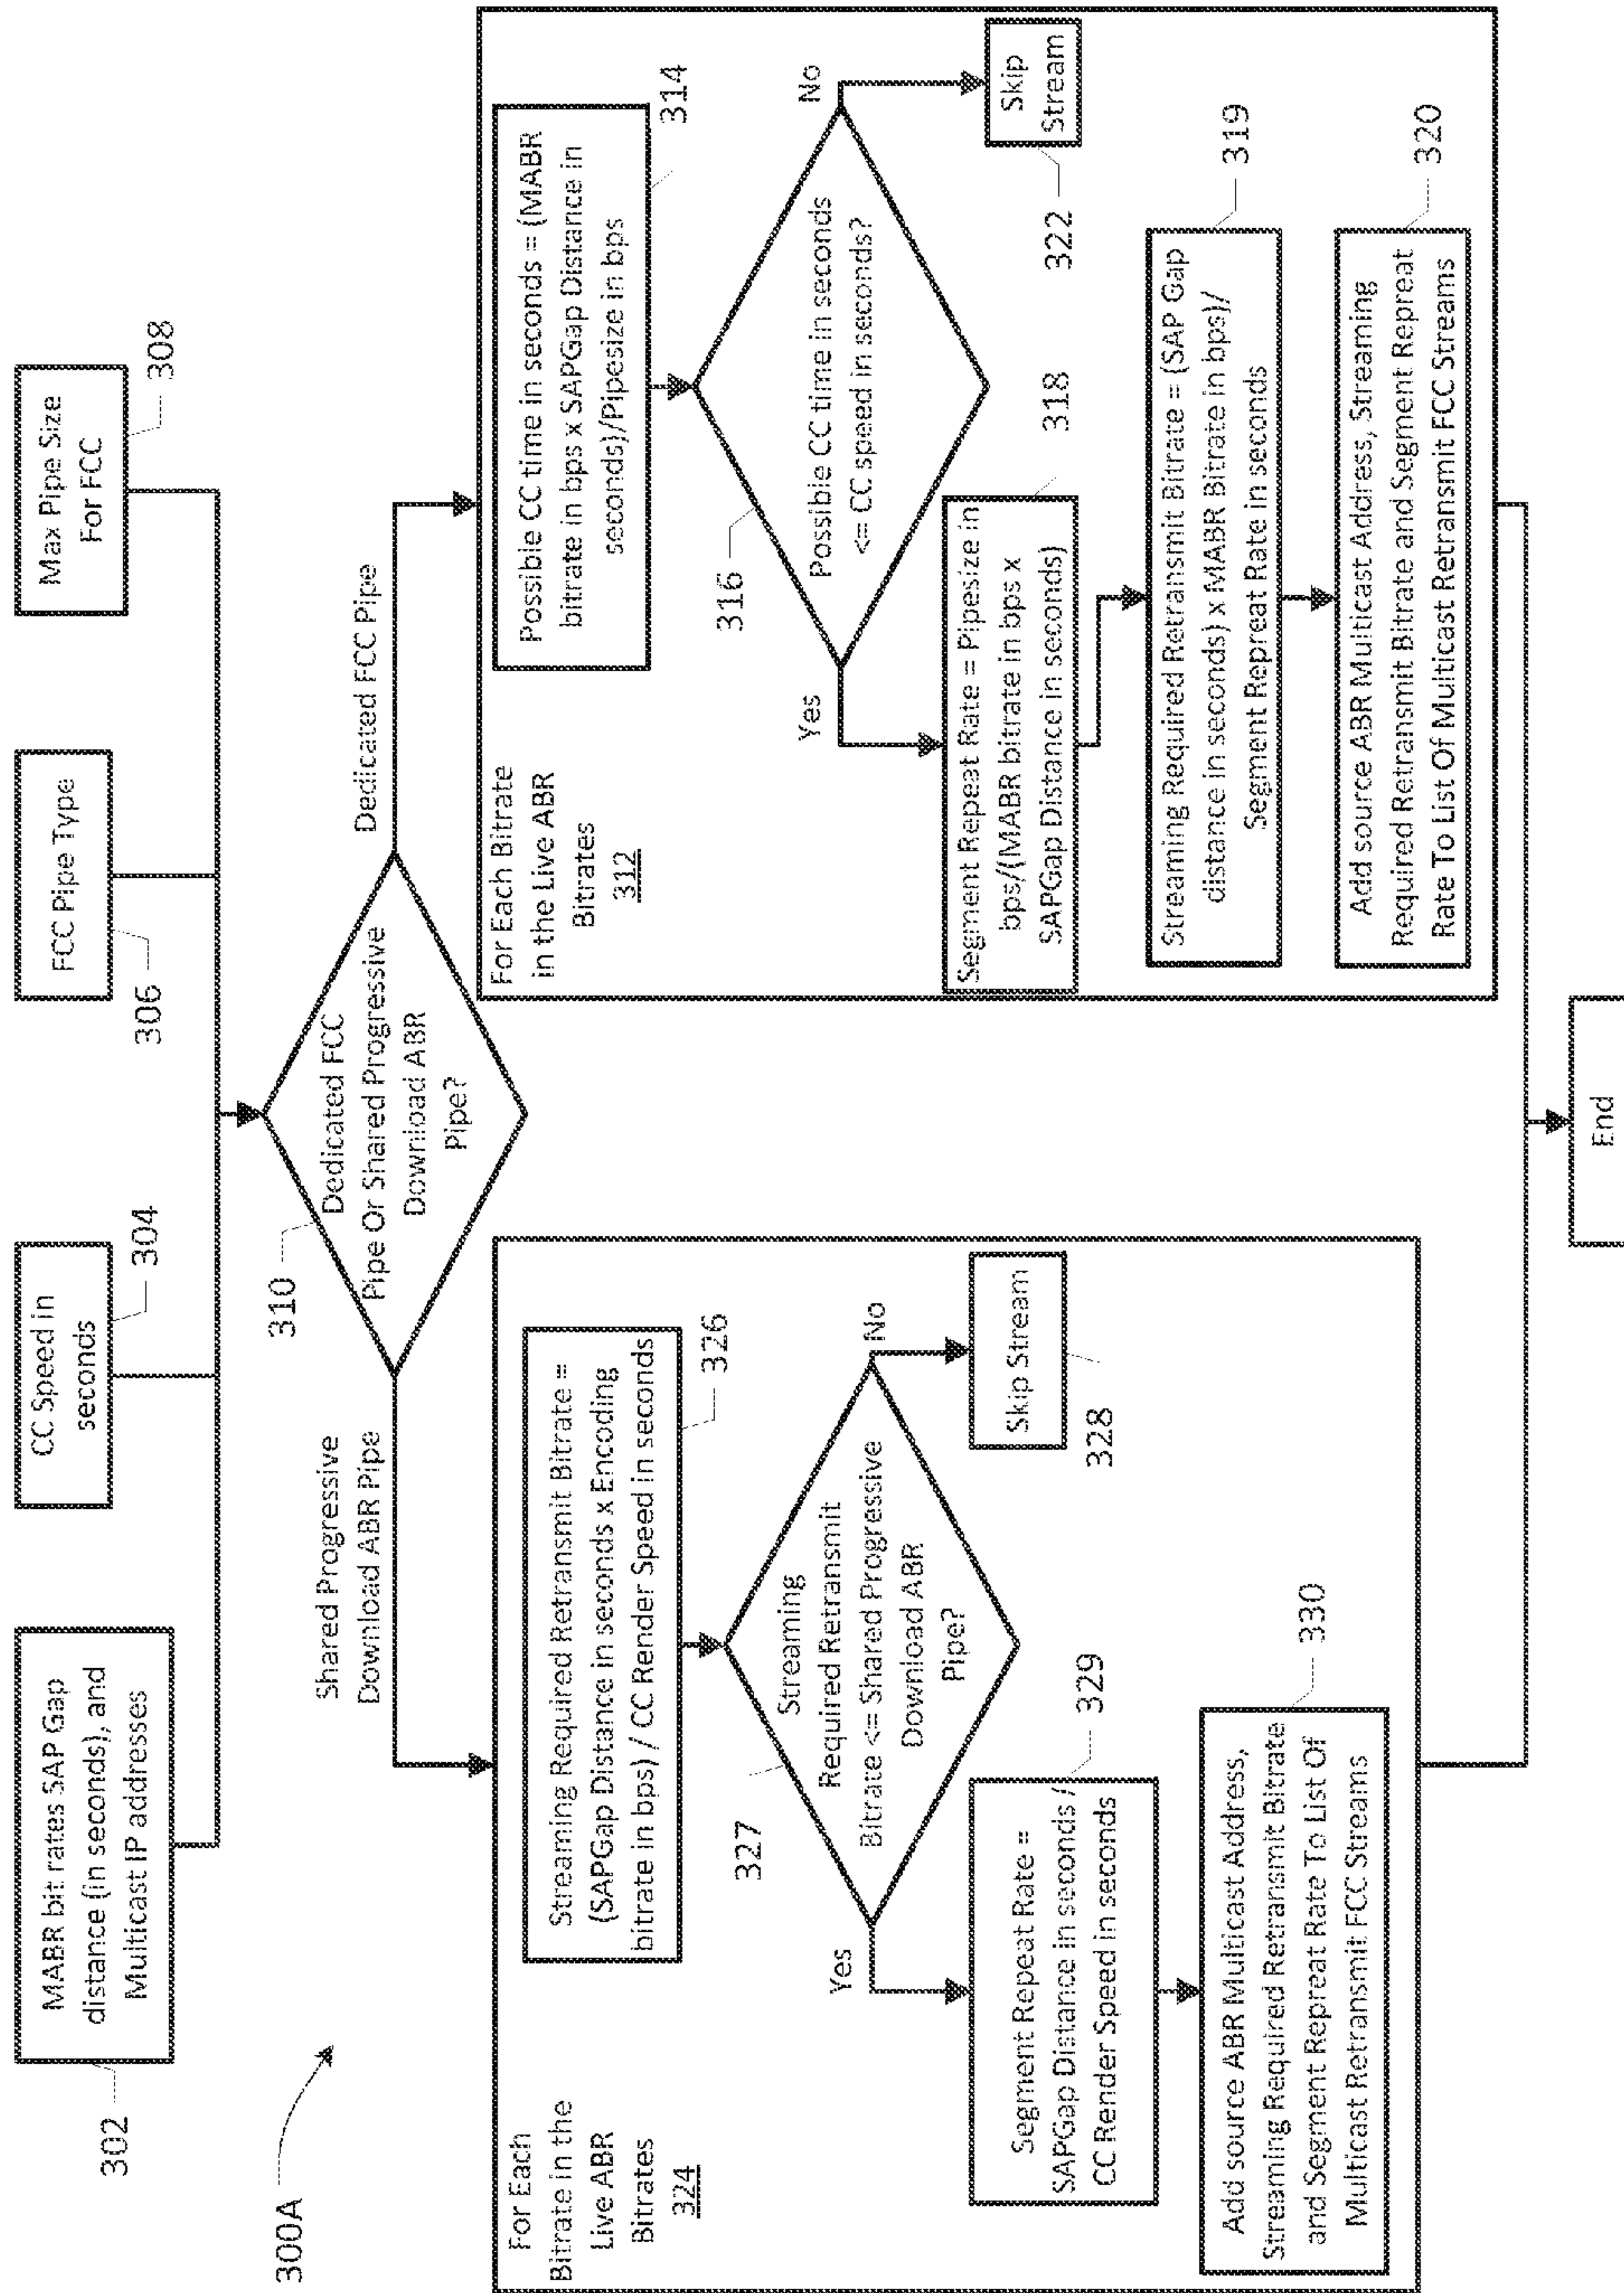 300A
MABR bit rates SAP Gap
distance (in seconds), and
Multicast IP addresses
302
CC Speed in
seconds
304
FCC Pipe Type
306
Max Pipe Size
For FCC
308
310
Dedicated FCC
Pipe Or Shared Progressive
Download ABR
Pipe?
Shared Progressive
Download ABR Pipe
Dedicated FCC Pipe
For Each
Bitrate in the
Live ABR
Bitrates
324
Streaming Required Retransmit Bitrate =
(SAPGap Distance in seconds x Encoding
bitrate in bps) / CC Render Speed in seconds
326
Streaming
Required Retransmit
Bitrate <= Shared Progressive
Download ABR
Pipe?
327
Yes
No
Skip Stream
328
Segment Repeat Rate =
SAPGap Distance in seconds /
CC Render Speed in seconds
329
Add source ABR Multicast Address,
Streaming Required Retransmit Bitrate
and Segment Repreat Rate To List Of
Multicast Retransmit FCC Streams
330
For Each Bitrate
in the Live ABR
Bitrates
312
Possible CC time in seconds = (MABR
bitrate in bps x SAPGap Distance in
seconds)/Pipesize in bps
314
Possible CC time in seconds
<= CC speed in seconds?
316
Yes
No
Skip
Stream
322
Segment Repeat Rate = Pipesize in
bps/(MABR bitrate in bps x
SAPGap Distance in seconds)
318
Streaming Required Retransmit Bitrate = (SAP Gap
distance in seconds) x MABR Bitrate in bps)/
Segment Repeat Rate in seconds
319
Add source ABR Multicast Address, Streaming
Required Retransmit Bitrate and Segment Repeat
Rate To List Of Multicast Retransmit FCC Streams
320
End